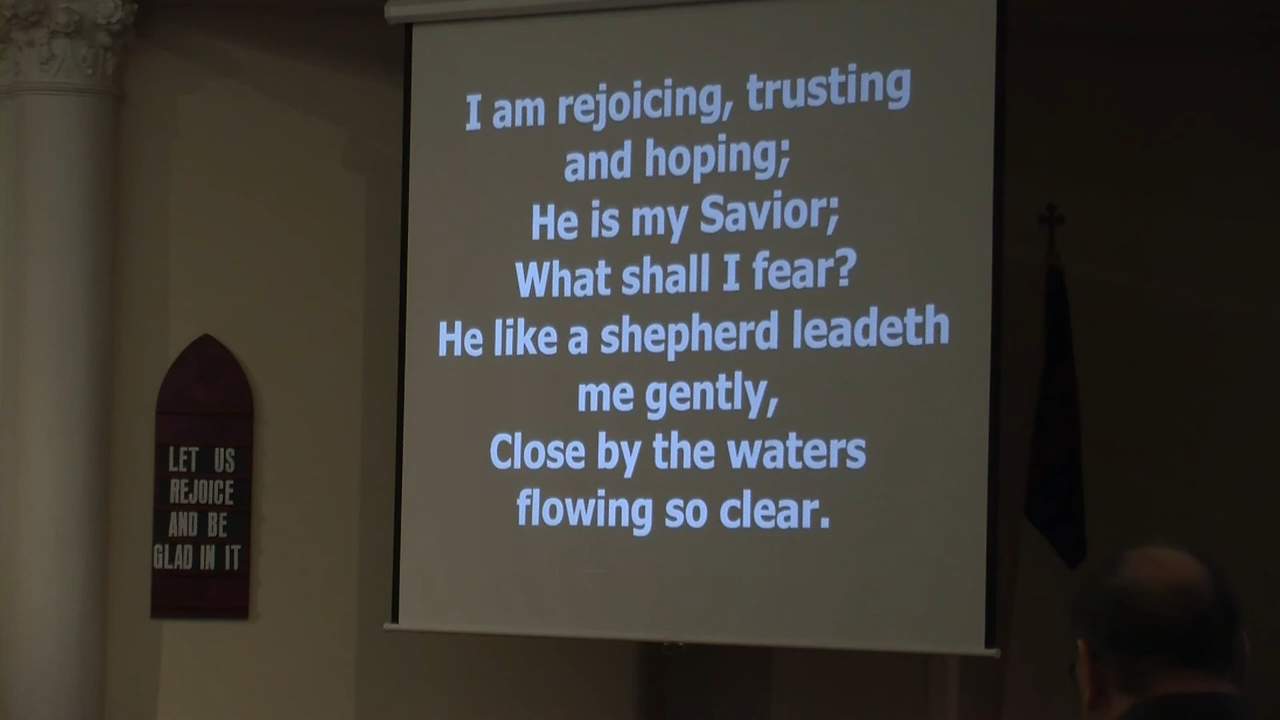 I am rejoicing, trusting
and hoping;
He is my Savior;
What shall I fear?
He like a shepherd leadeth
me gently,
Close by the waters
flowing so clear.
LET US
REJOICE
AND BE
GLAD IN IT